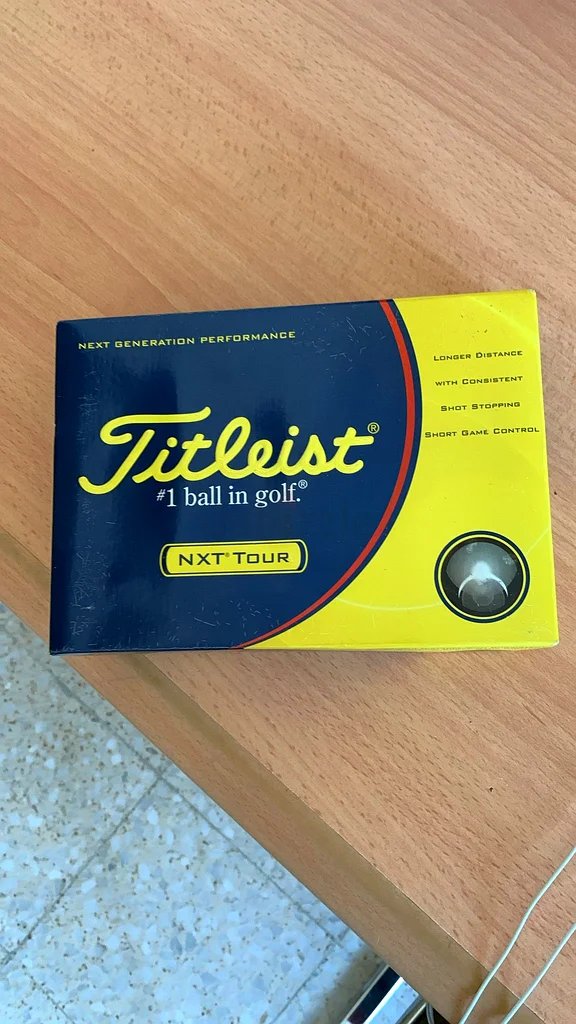 NEXT GENERATION PERFORMANCE
Titleist®
#1 ball in golf.®
NXT® TOUR
LONGER DISTANCE
WITH CONSISTENT
SHOT STOPPING
SHORT GAME CONTROL